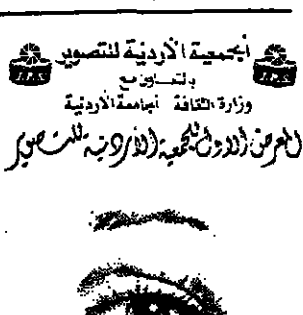 الجمعية الأردنية للتصوير
بالتعاون مع
وزارة الثقافة الجامعة الأردنية
المعرض الأول للجمعية الأردنية للتصوير
J.P.S.
J.P.S.